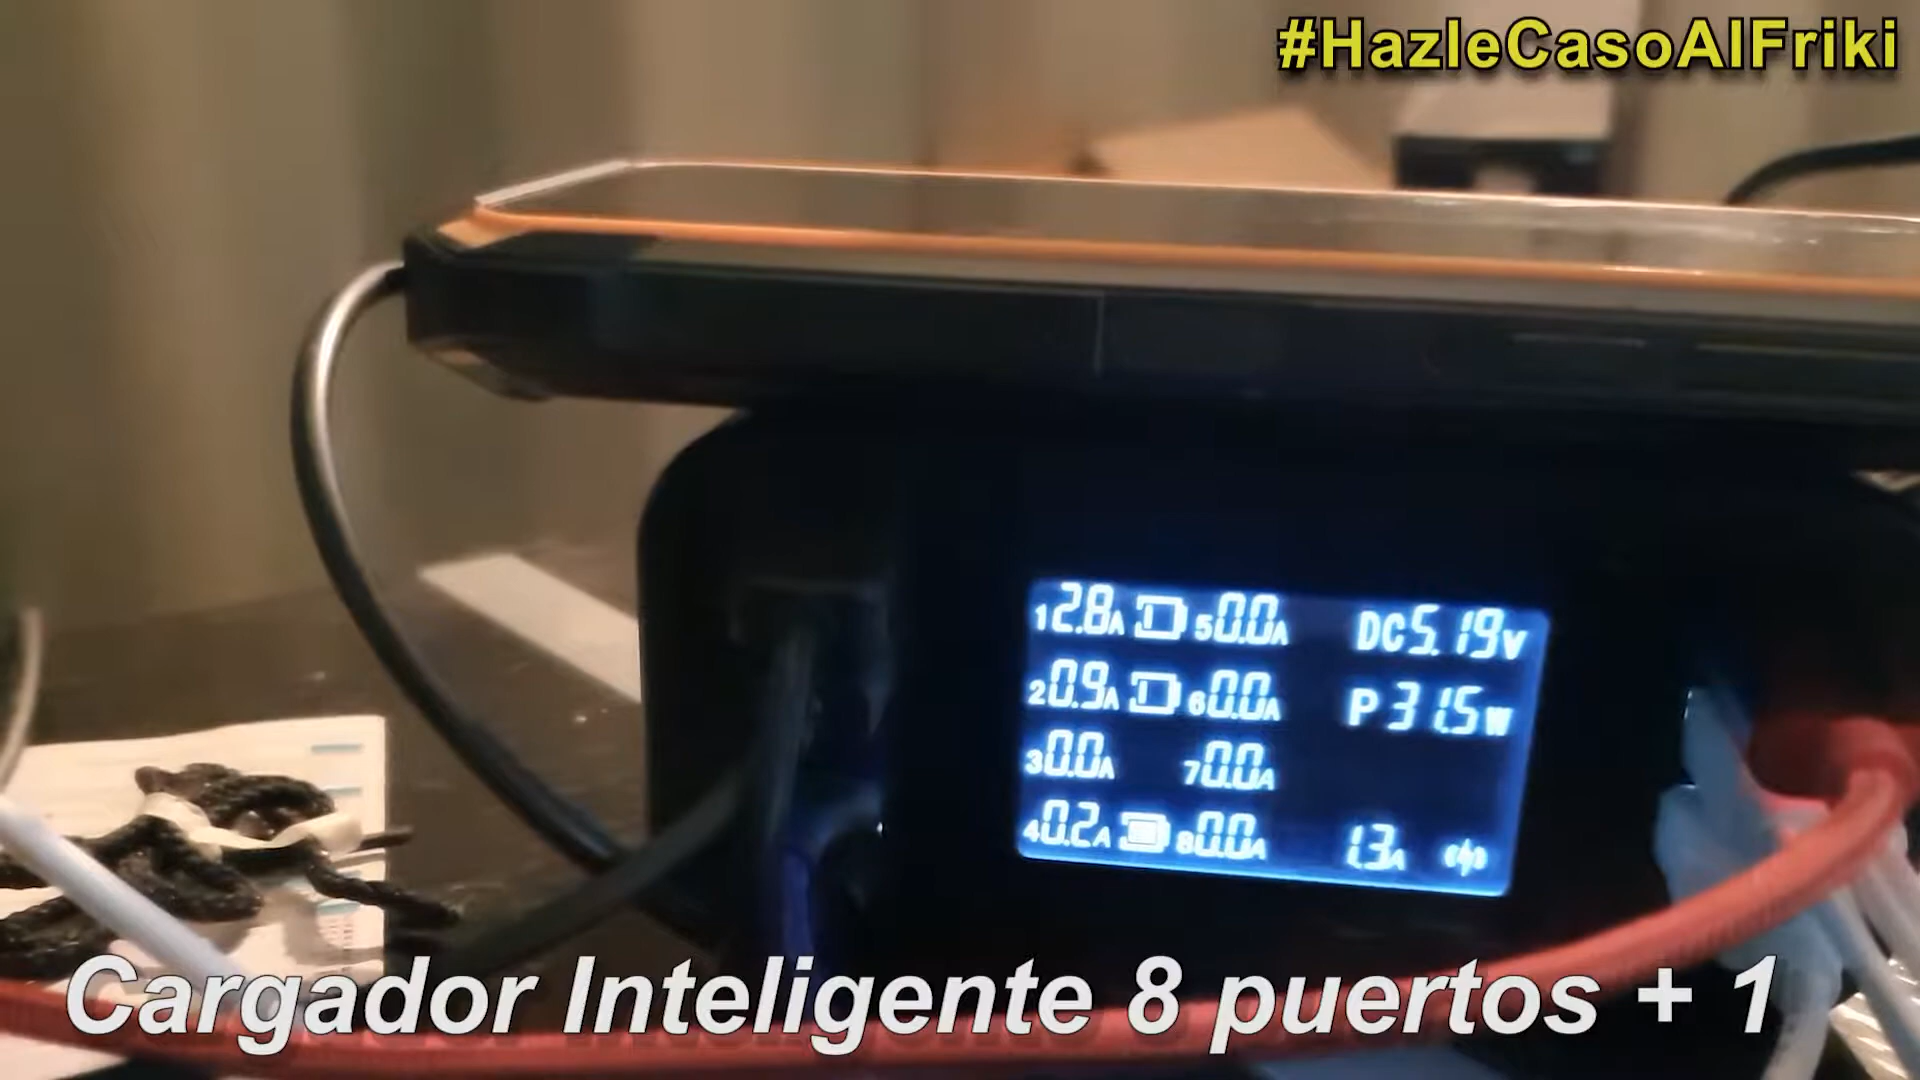 #HazleCasoAlFriki
1 2.8A 5 0.0A DC 5.19V
2 0.9A 6 0.0A P 31.5W
3 0.0A 7 0.0A
4 0.2A 8 0.0A 1.3A
Cargador Inteligente 8 puertos + 1